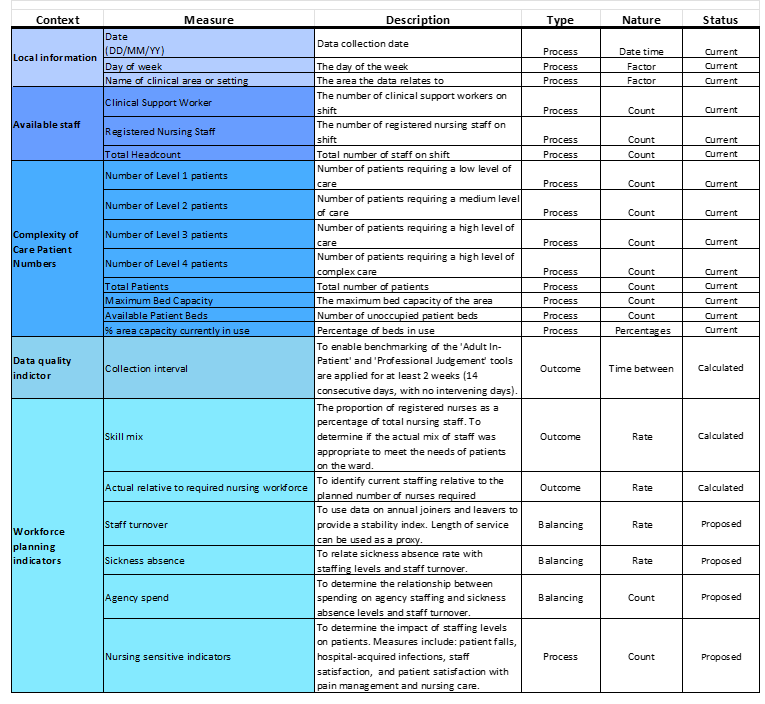 Context Measure Description Type Nature Status
Local information
Date
(DD/MM/YY) Data collection date Process Date time Current
Day of week The day of the week Process Factor Current
Name of clinical area or setting The area the data relates to Process Factor Current
Available staff
Clinical Support Worker
The number of clinical support workers on
shift Process Count Current
Registered Nursing Staff
The number of registered nursing staff on
shift Process Count Current
Total Headcount Total number of staff on shift Process Count Current
Complexity of
Care Patient
Numbers
Number of Level 1 patients
Number of patients requiring a low level of
care Process Count Current
Number of Level 2 patients
Number of patients requiring a medium level
of care Process Count Current
Number of Level 3 patients
Number of patients requiring a high level of
care Process Count Current
Number of Level 4 patients
Number of patients requiring a high level of
complex care Process Count Current
Total Patients Total number of patients Process Count Current
Maximum Bed Capacity The maximum bed capacity of the area Process Count Current
Available Patient Beds Number of unoccupied patient beds Process Count Current
% area capacity currently in use Percentage of beds in use Process Percentages Current
Data quality
indictor
Collection interval
To enable benchmarking of the 'Adult In-
Patient' and 'Professional Judgement' tools
are applied for at least 2 weeks (14
consecutive days, with no intervening days).
Outcome Time between Calculated
Workforce
planning
indicators
Skill mix
The proportion of registered nurses as a
percentage of total nursing staff. To
determine if the actual mix of staff was
appropriate to meet the needs of patients
on the ward.
Outcome Rate Calculated
Actual relative to required nursing workforce
To identify current staffing relative to the
planned number of nurses required
Outcome Rate Calculated
Staff turnover
To use data on annual joiners and leavers to
provide a stability index. Length of service
can be used as a proxy.
Balancing Rate Proposed
Sickness absence
To relate sickness absence rate with
staffing levels and staff turnover.
Balancing Rate Proposed
Agency spend
To determine the relationship between
spending on agency staffing and sickness
absence levels and staff turnover.
Balancing Count Proposed
Nursing sensitive indicators
To determine the impact of staffing levels
on patients. Measures include: patient falls,
hospital-acquired infections, staff
satisfaction, and patient satisfaction with
pain management and nursing care.
Process Count Proposed